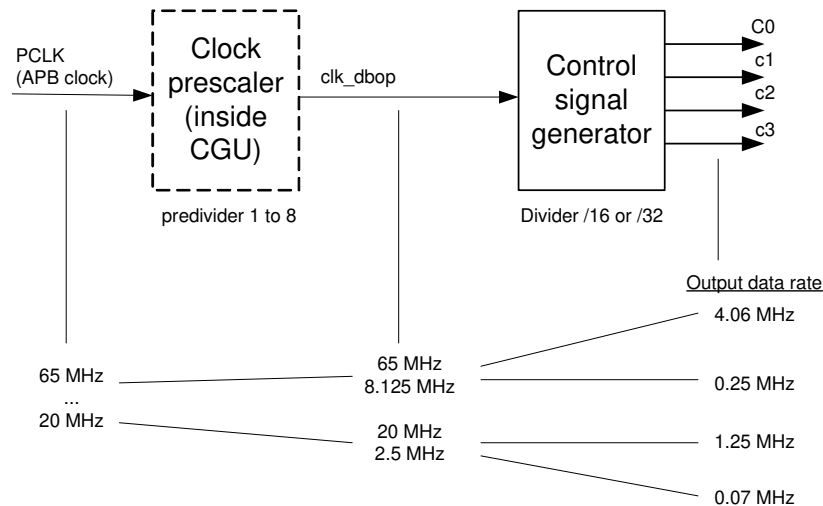 PCLK
(APB clock)
Clock
prescaler
(inside
CGU)
predivider 1 to 8
clk_dbop
Control
signal
generator
Divider /16 or /32
C0
c1
c2
c3
Output data rate
4.06 MHz
65 MHz
...
20 MHz
65 MHz
8.125 MHz
0.25 MHz
20 MHz
2.5 MHz
1.25 MHz
0.07 MHz